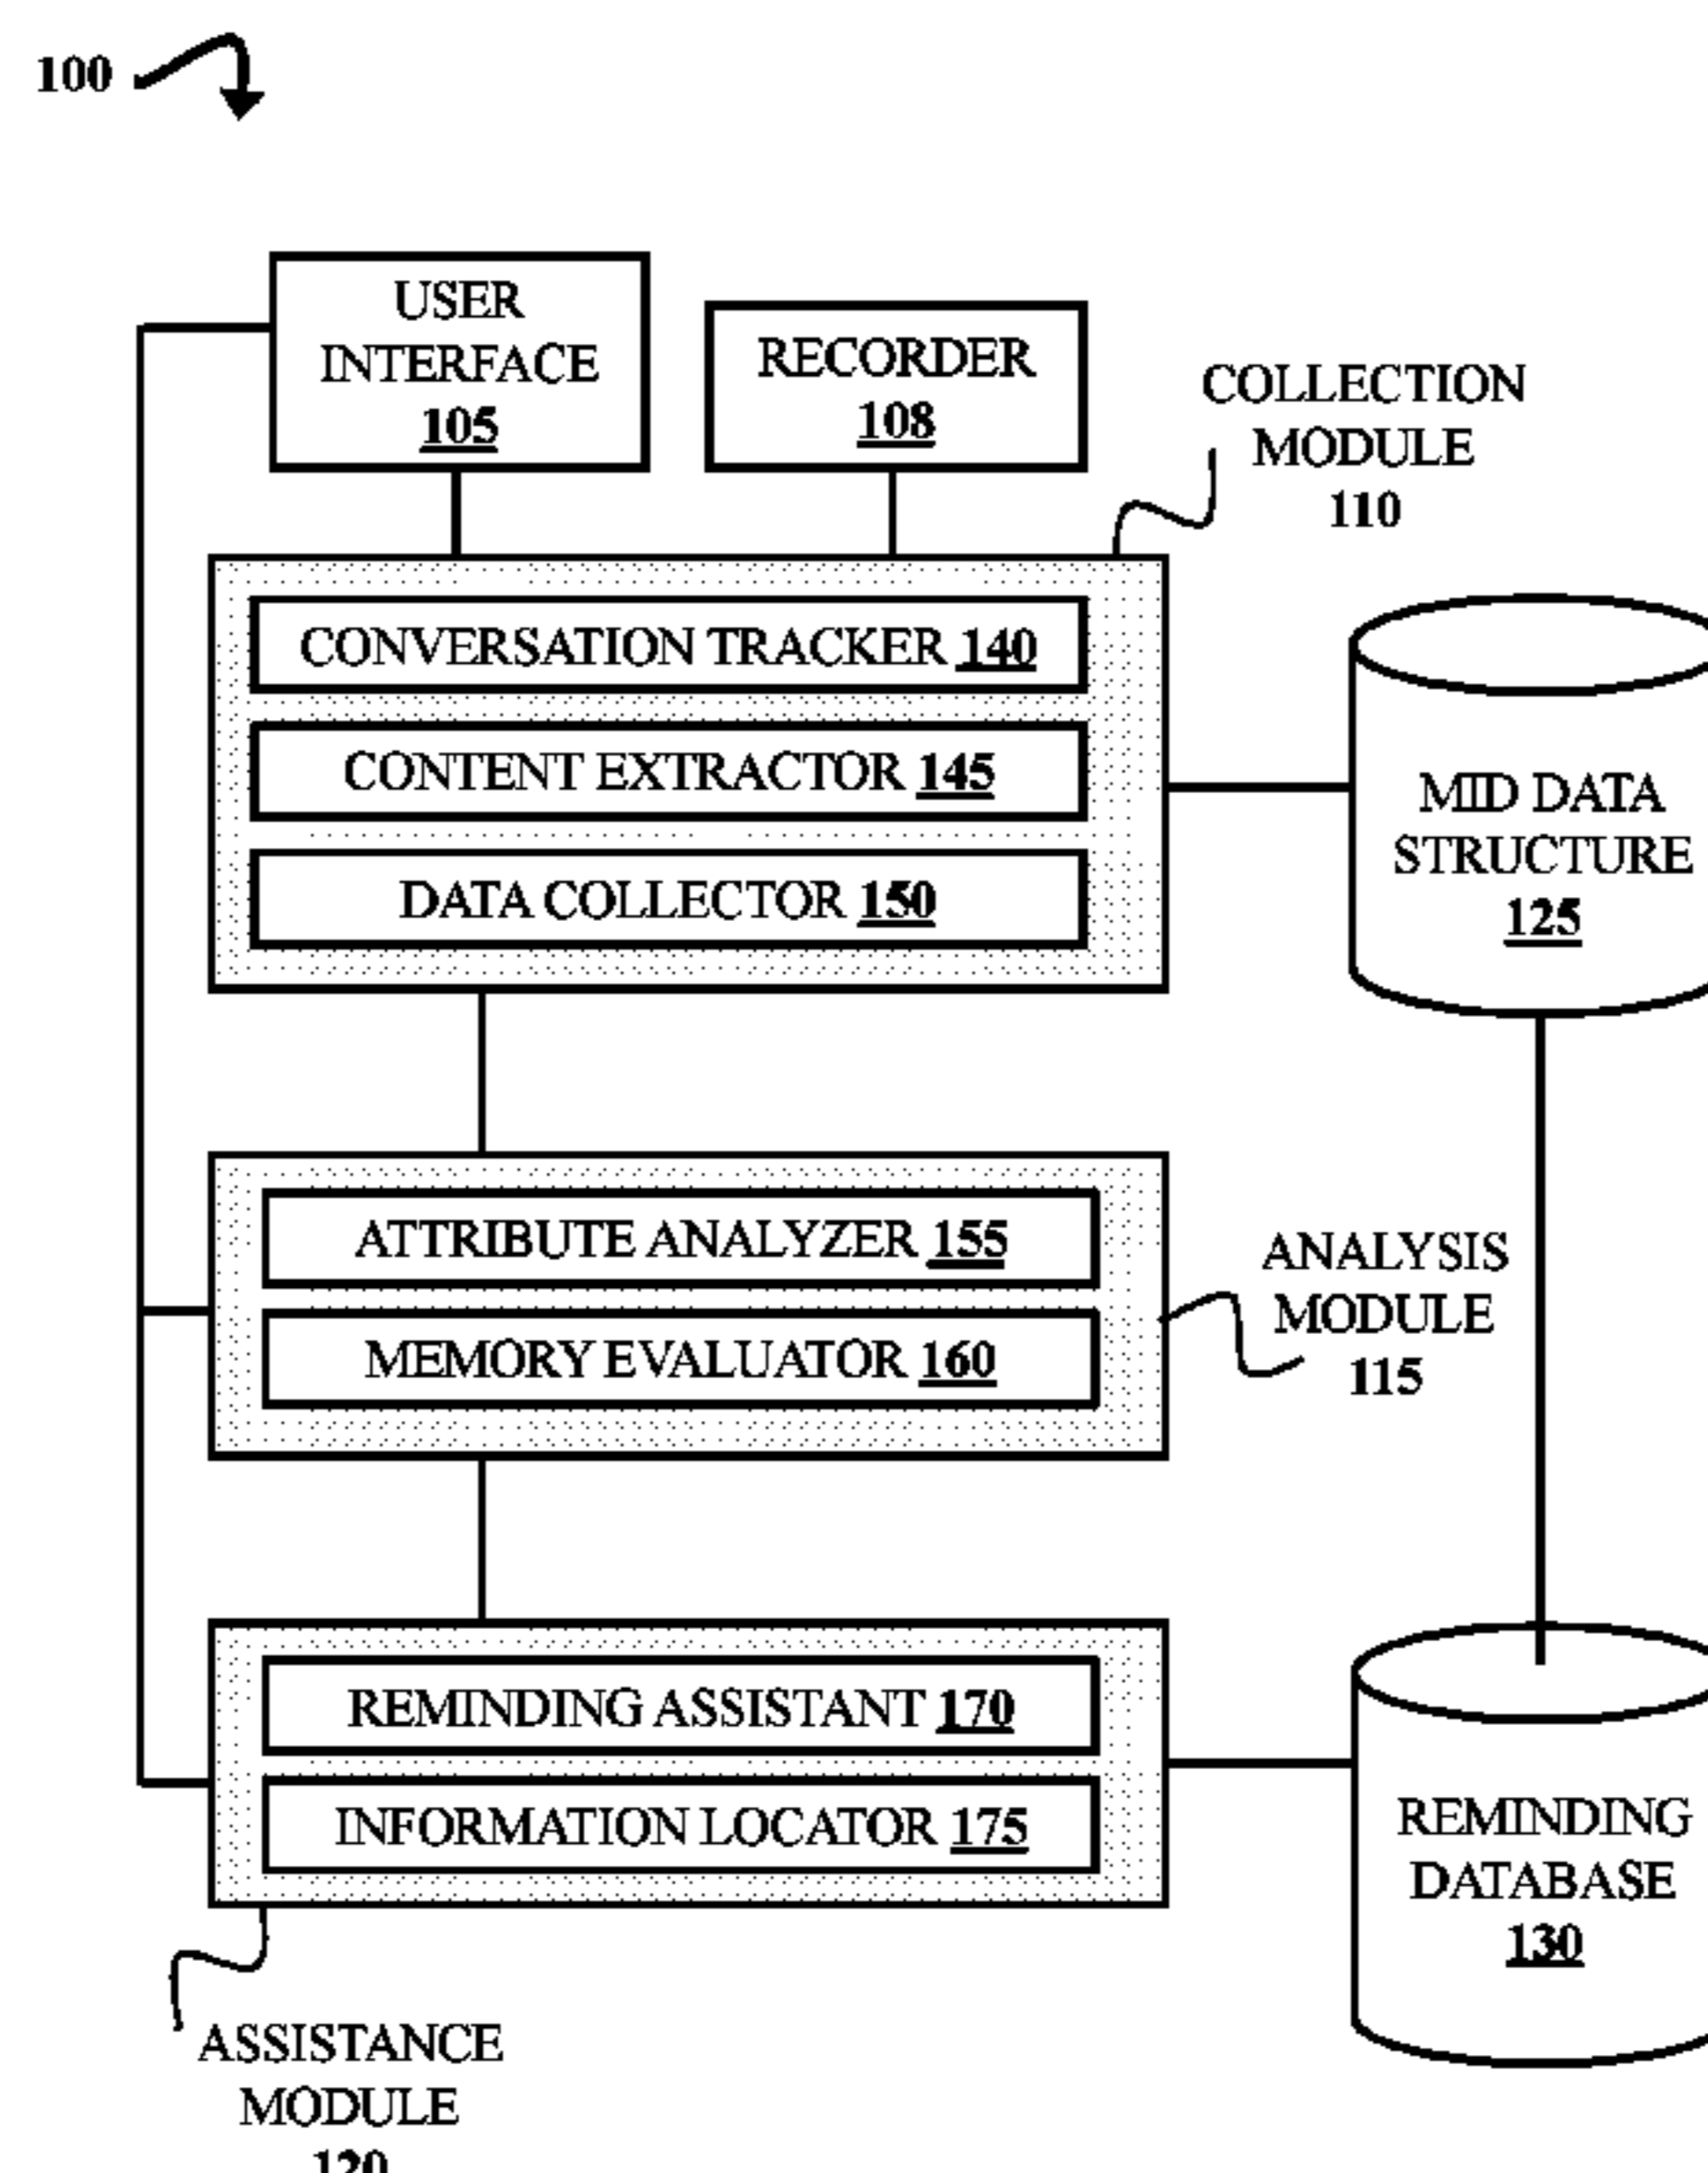 100
USER
INTERFACE
105
RECORDER
108
COLLECTION
MODULE
110
CONVERSATION TRACKER 140
CONTENT EXTRACTOR 145
DATA COLLECTOR 150
MID DATA
STRUCTURE
125
ATTRIBUTE ANALYZER 155
MEMORY EVALUATOR 160
ANALYSIS
MODULE
115
REMINDING ASSISTANT 170
INFORMATION LOCATOR 175
REMINDING
DATABASE
130
ASSISTANCE
MODULE
120